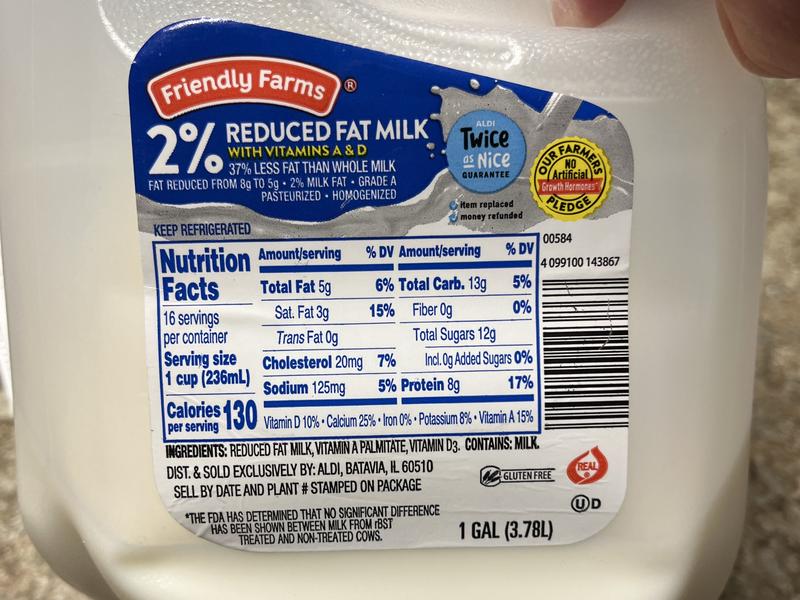 Friendly Farms®
2% REDUCED FAT MILK
WITH VITAMINS A & D
37% LESS FAT THAN WHOLE MILK
FAT REDUCED FROM 8g TO 5g • 2% MILK FAT • GRADE A
PASTEURIZED • HOMOGENIZED
ALDI
Twice
as Nice
GUARANTEE
item replaced
money refunded
OUR FARMERS
NO
Artificial
Growth Hormones*
PLEDGE
KEEP REFRIGERATED
Nutrition
Facts
16 servings
per container
Serving size
1 cup (236mL)
Calories 130
per serving
Amount/serving % DV
Total Fat 5g 6%
Sat. Fat 3g 15%
Trans Fat 0g
Cholesterol 20mg 7%
Sodium 125mg 5%
Amount/serving % DV
Total Carb. 13g 5%
Fiber 0g 0%
Total Sugars 12g
Incl. 0g Added Sugars 0%
Protein 8g 17%
Vitamin D 10% • Calcium 25% • Iron 0% • Potassium 8% • Vitamin A 15%
00584
4 099100 143867
INGREDIENTS: REDUCED FAT MILK, VITAMIN A PALMITATE, VITAMIN D3. CONTAINS: MILK.
DIST. & SOLD EXCLUSIVELY BY: ALDI, BATAVIA, IL 60510
SELL BY DATE AND PLANT # STAMPED ON PACKAGE
GLUTEN FREE
REAL
*THE FDA HAS DETERMINED THAT NO SIGNIFICANT DIFFERENCE
HAS BEEN SHOWN BETWEEN MILK FROM rBST
TREATED AND NON-TREATED COWS.
ⓊD
1 GAL (3.78L)